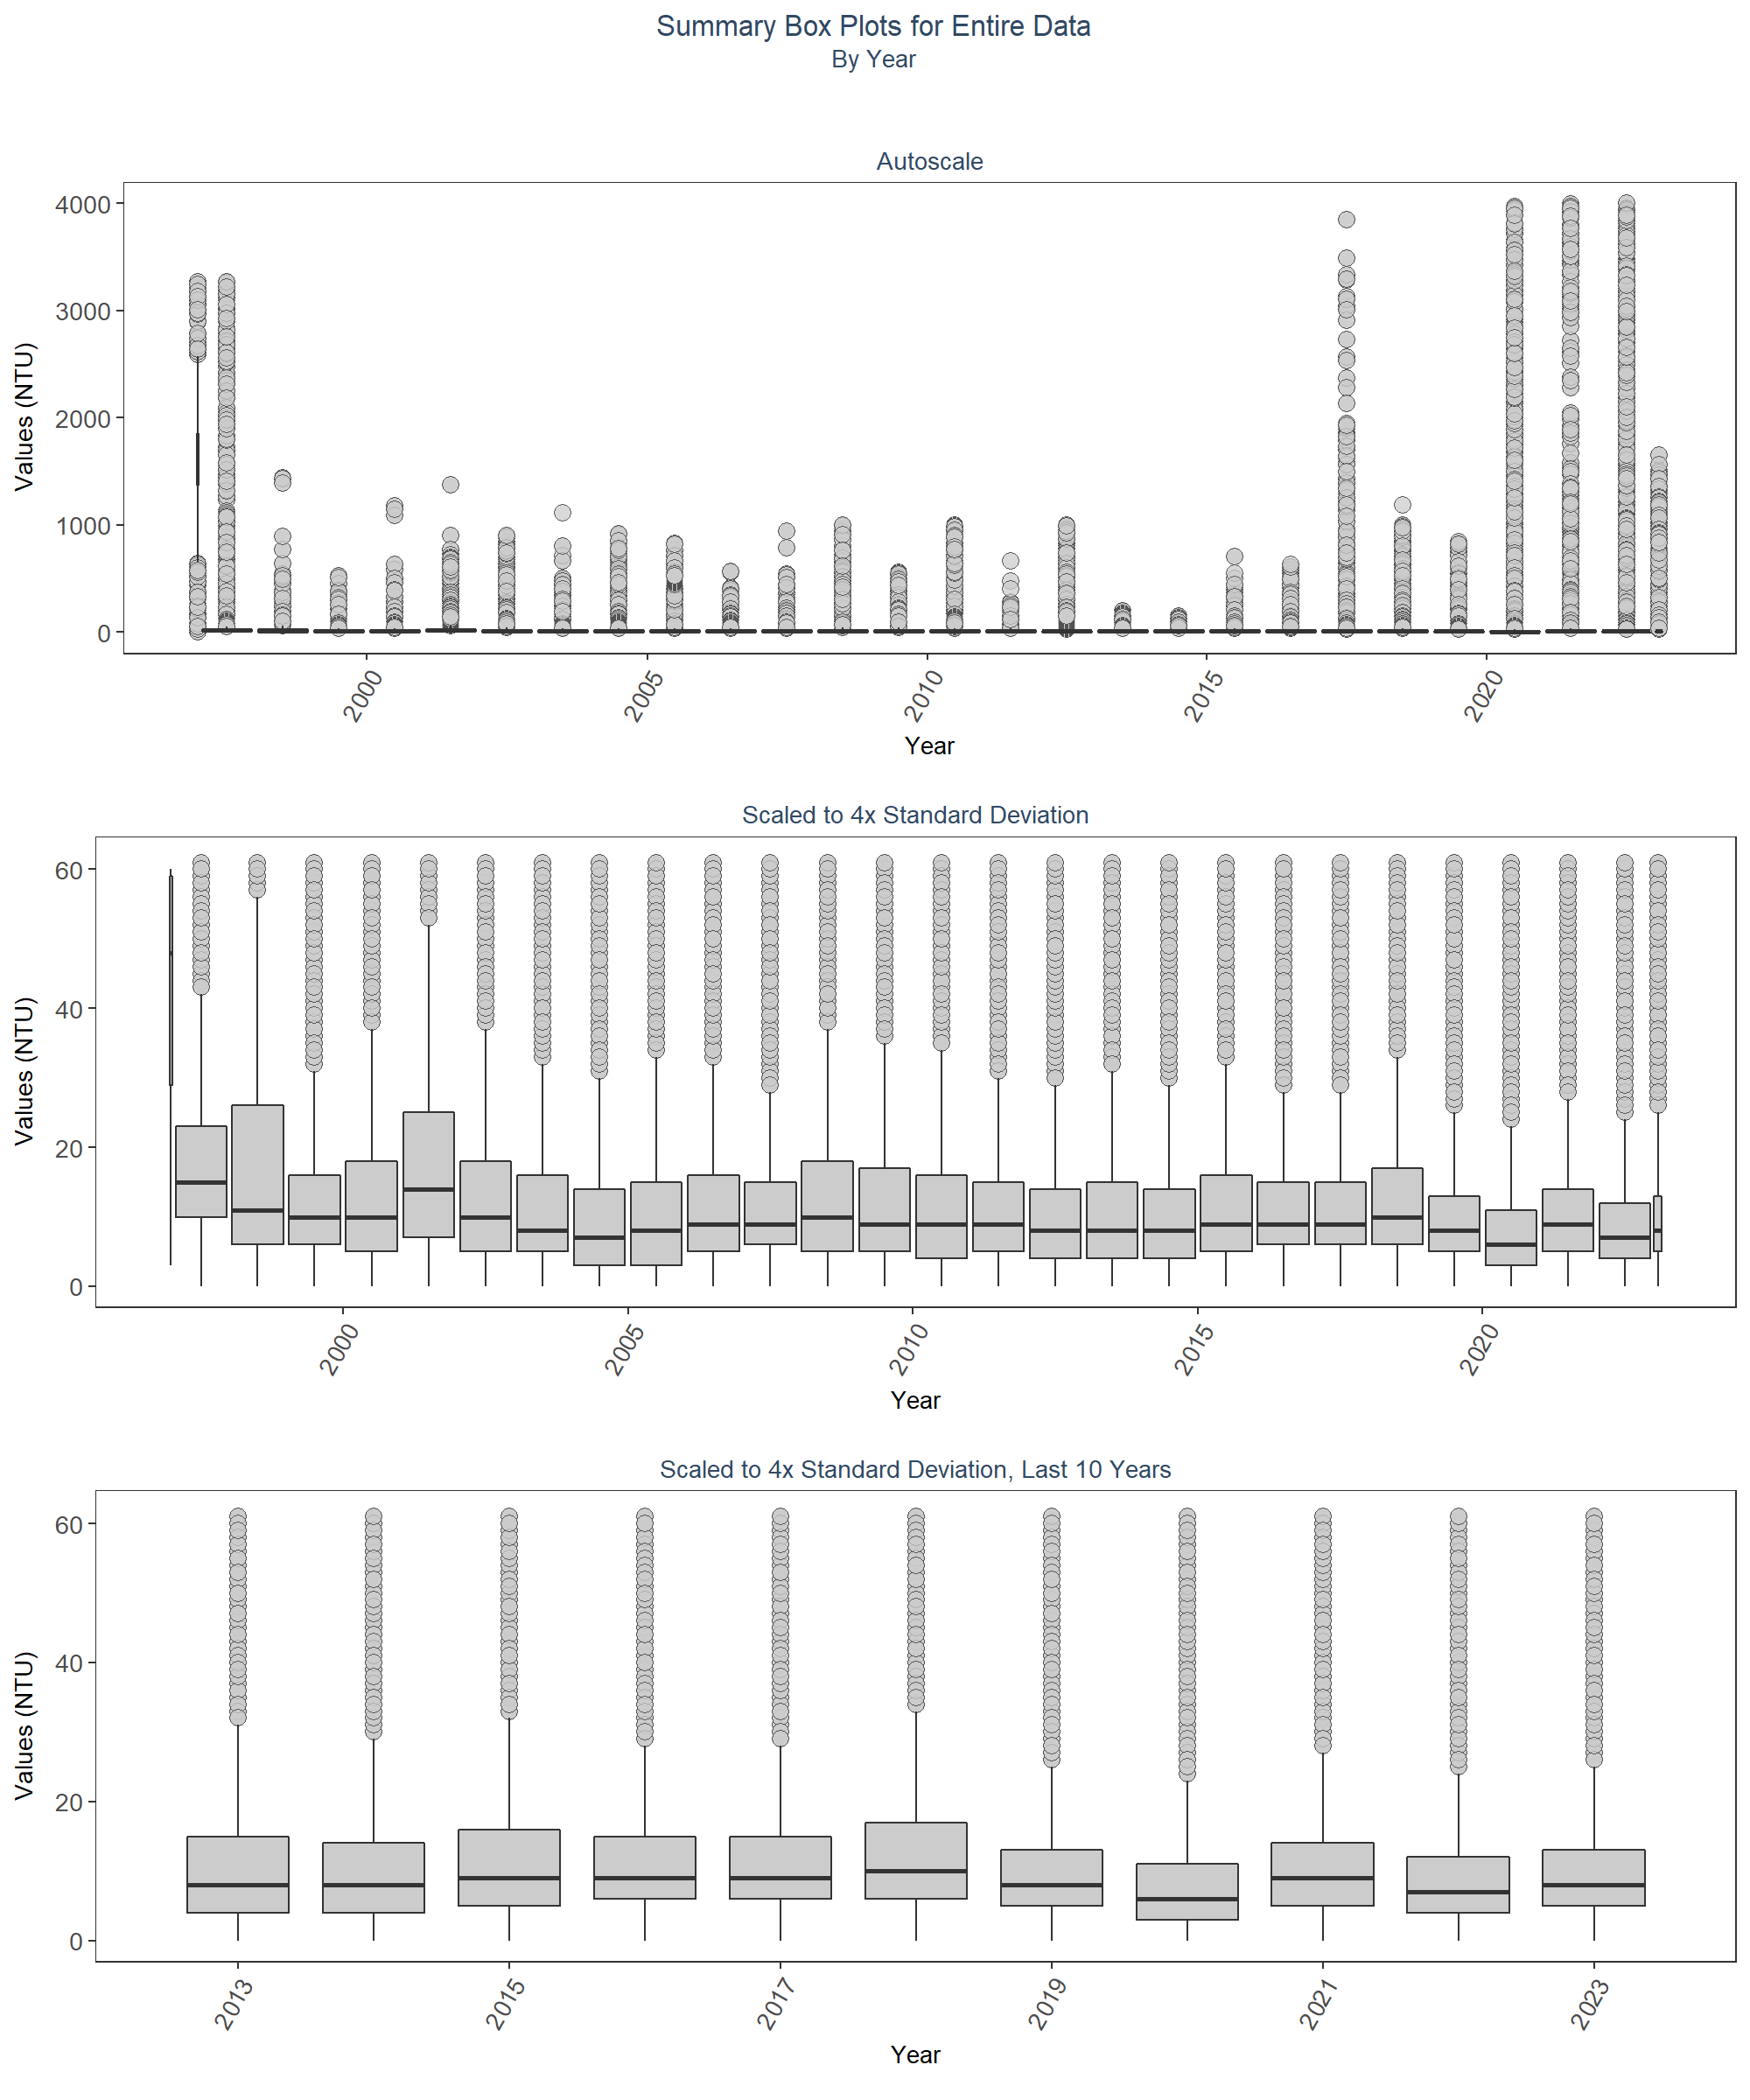 Summary Box Plots for Entire Data
By Year
Autoscale
Values (NTU)
4000
3000
2000
1000
0
2000
2005
2010
2015
2020
Year
Scaled to 4x Standard Deviation
Values (NTU)
60
40
20
0
2000
2005
2010
2015
2020
Year
Scaled to 4x Standard Deviation, Last 10 Years
Values (NTU)
60
40
20
0
2013
2015
2017
2019
2021
2023
Year